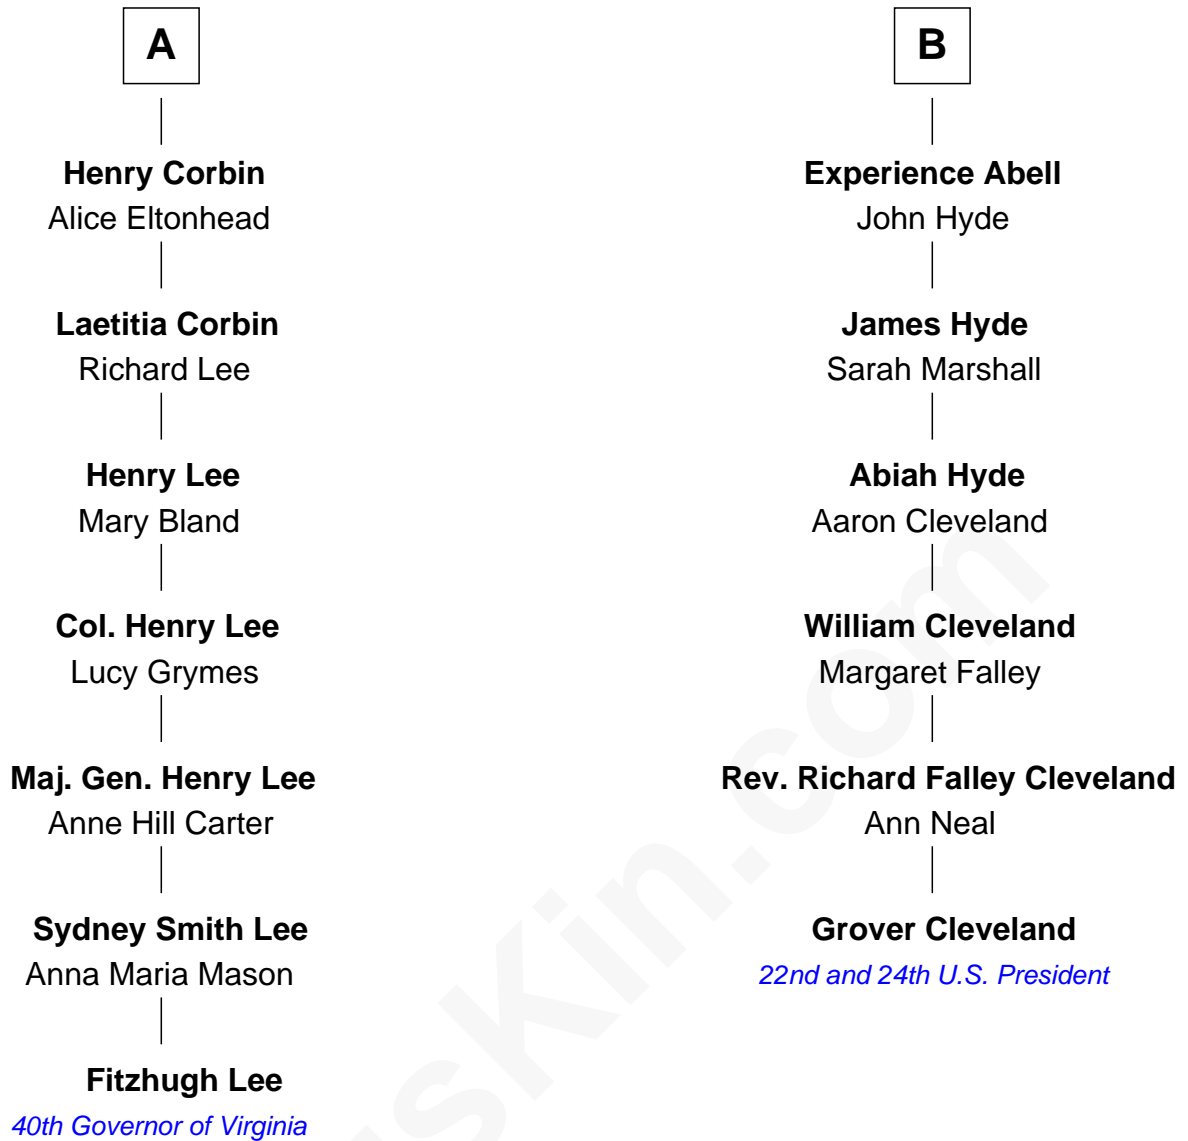 A
Henry Corbin
Alice Eltonhead
Laetitia Corbin
Richard Lee
Henry Lee
Mary Bland
Col. Henry Lee
Lucy Grymes
Maj. Gen. Henry Lee
Anne Hill Carter
Sydney Smith Lee
Anna Maria Mason
Fitzhugh Lee
40th Governor of Virginia
B
Experience Abell
John Hyde
James Hyde
Sarah Marshall
Abiah Hyde
Aaron Cleveland
William Cleveland
Margaret Falley
Rev. Richard Falley Cleveland
Ann Neal
Grover Cleveland
22nd and 24th U.S. President